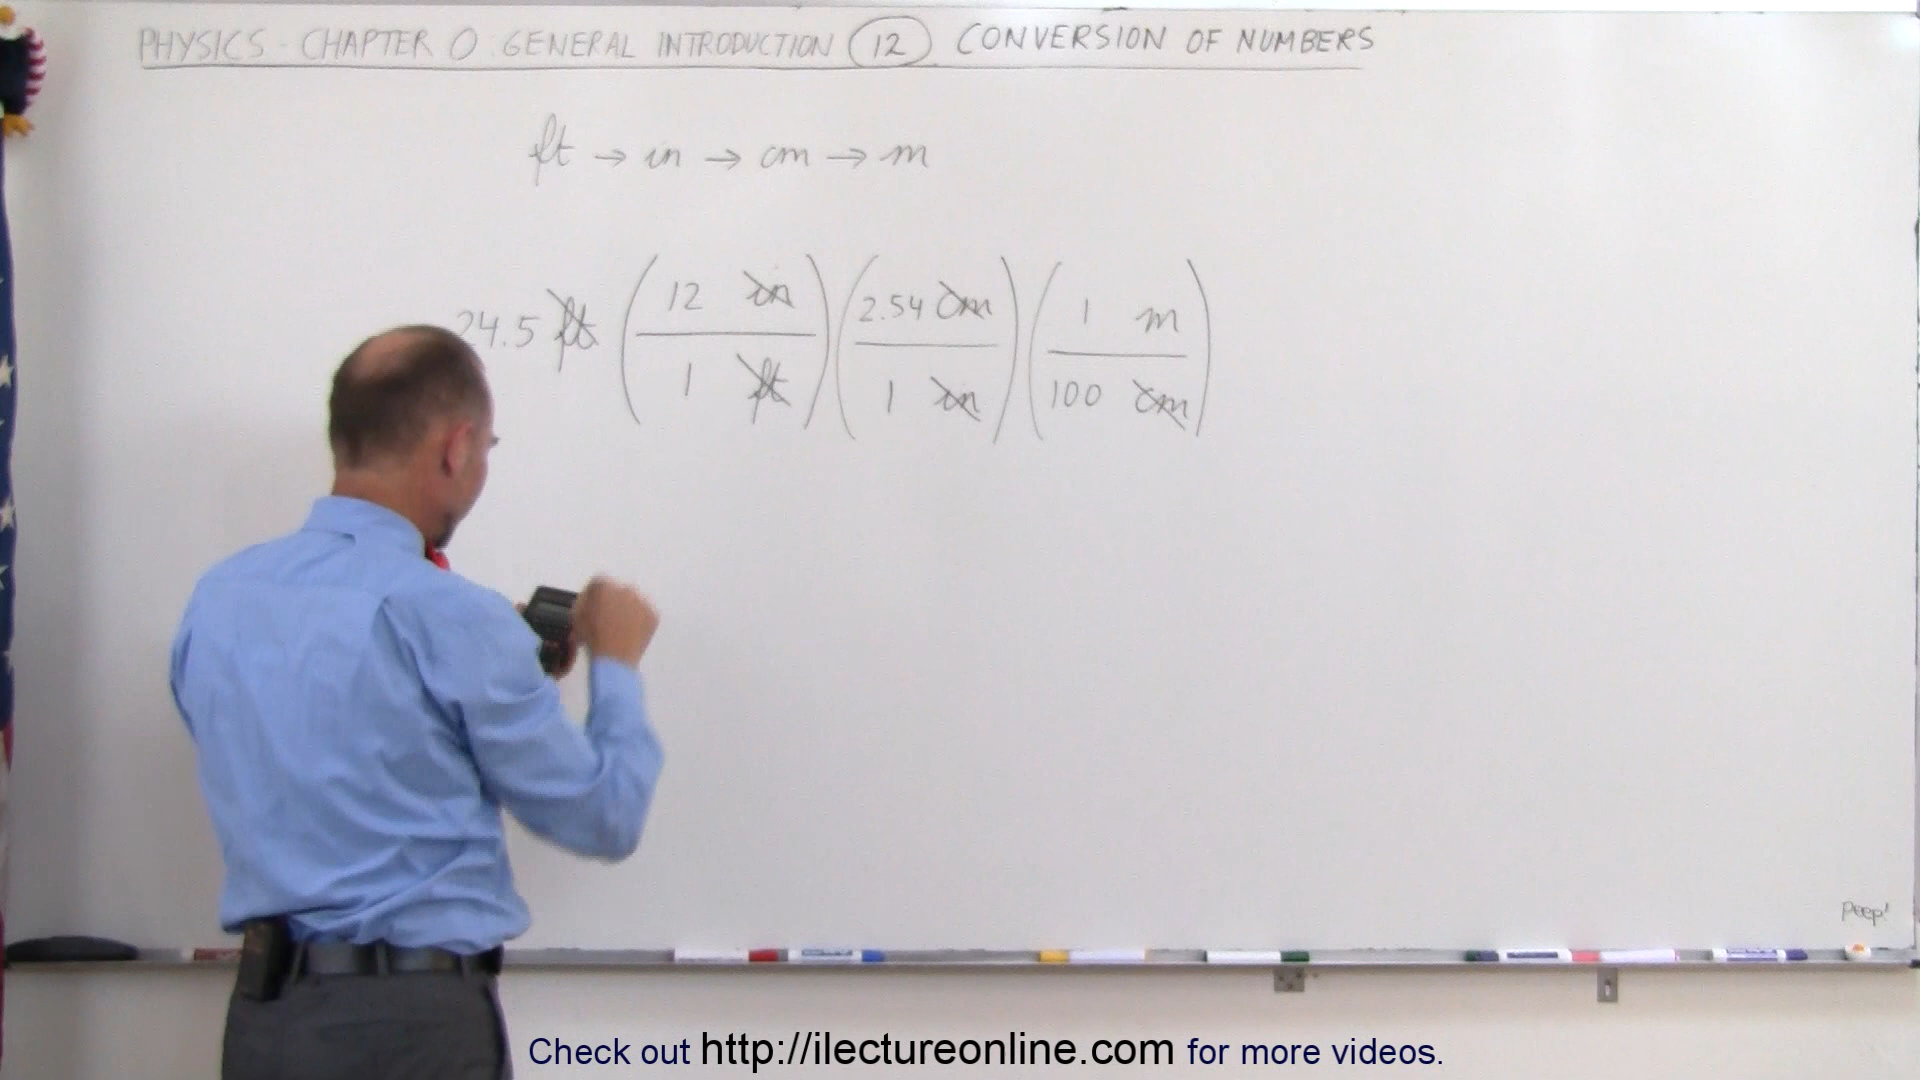 PHYSICS - CHAPTER 0: GENERAL INTRODUCTION (12) CONVERSION OF NUMBERS
ft → in → cm → m
24.5 ft (12 in / 1 ft) (2.54 cm / 1 in) (1 m / 100 cm)
Peep!
Check out http://ilectureonline.com for more videos.